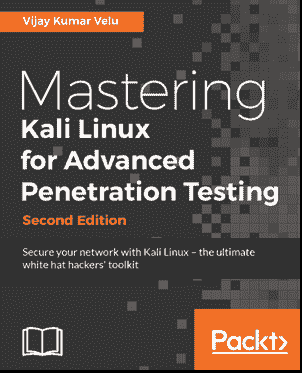 Vijay Kumar Velu
Mastering
Kali Linux
for Advanced
Penetration Testing
Second Edition
Secure your network with Kali Linux – the ultimate
white hat hackers' toolkit
Packt>